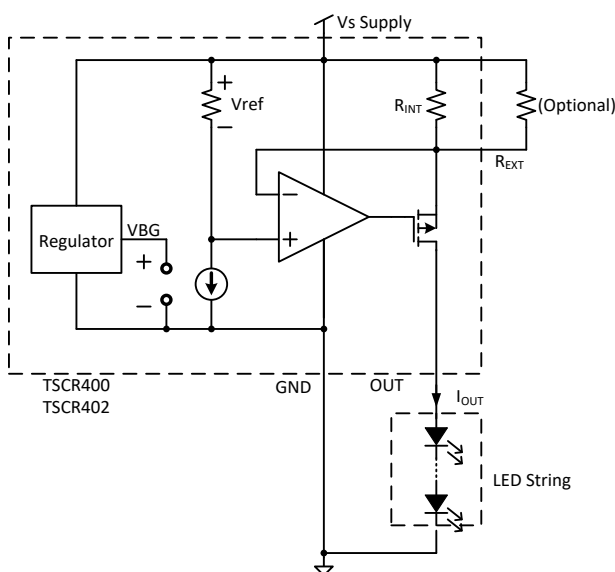 Vs Supply
+
Vref
−
RINT
(Optional)
REXT
−
+
Regulator
VBG
+
−
TSCR400
TSCR402
GND
OUT
IOUT
LED String